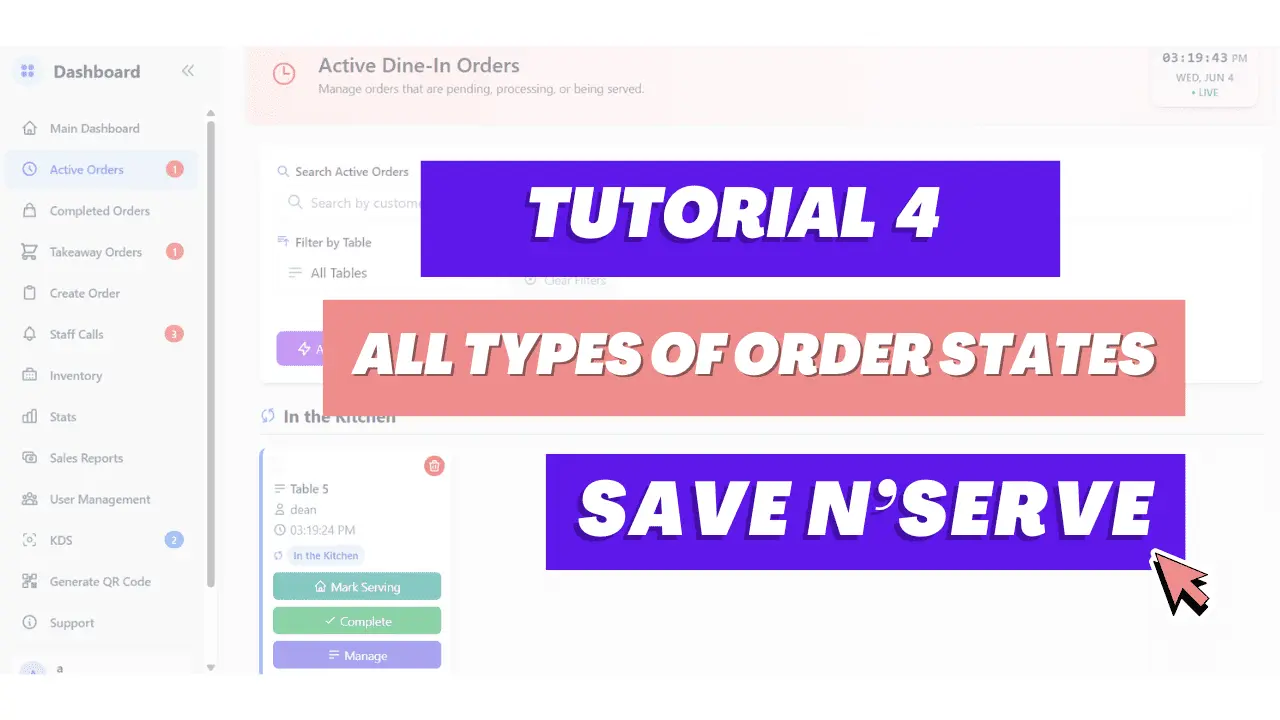 Dashboard
Main Dashboard
Active Orders 1
Completed Orders
Takeaway Orders 1
Create Order
Staff Calls 3
Inventory
Stats
Sales Reports
User Management
KDS 2
Generate QR Code
Support
a
Active Dine-In Orders
Manage orders that are pending, processing, or being served.
03:19:43 PM
WED, JUN 4
• LIVE
Search Active Orders
Search by
Filter by Table
All Tables
Clear Filters
TUTORIAL 4
ALL TYPES OF ORDER STATES
SAVE N'SERVE
In the Kitchen
Table 5
dean
03:19:24 PM
In the Kitchen
Mark Serving
Complete
Manage